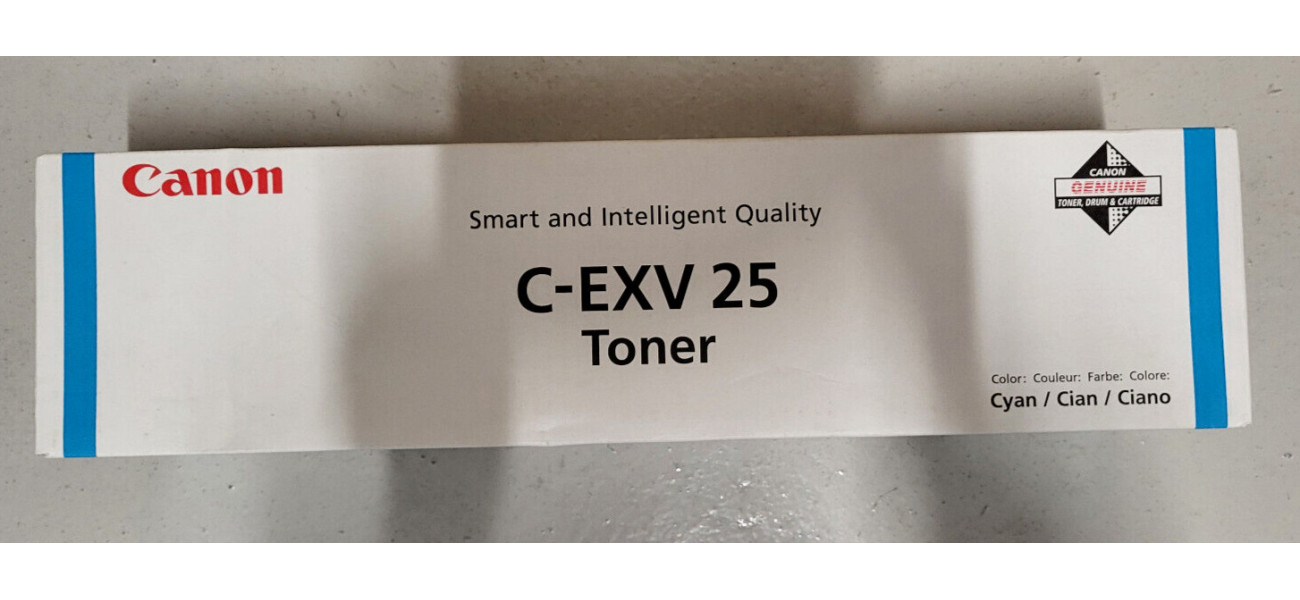 Canon
Smart and Intelligent Quality
C-EXV 25
Toner
CANON
GENUINE
TONER, DRUM & CARTRIDGE
Color: Couleur: Farbe: Colore:
Cyan / Cian / Ciano